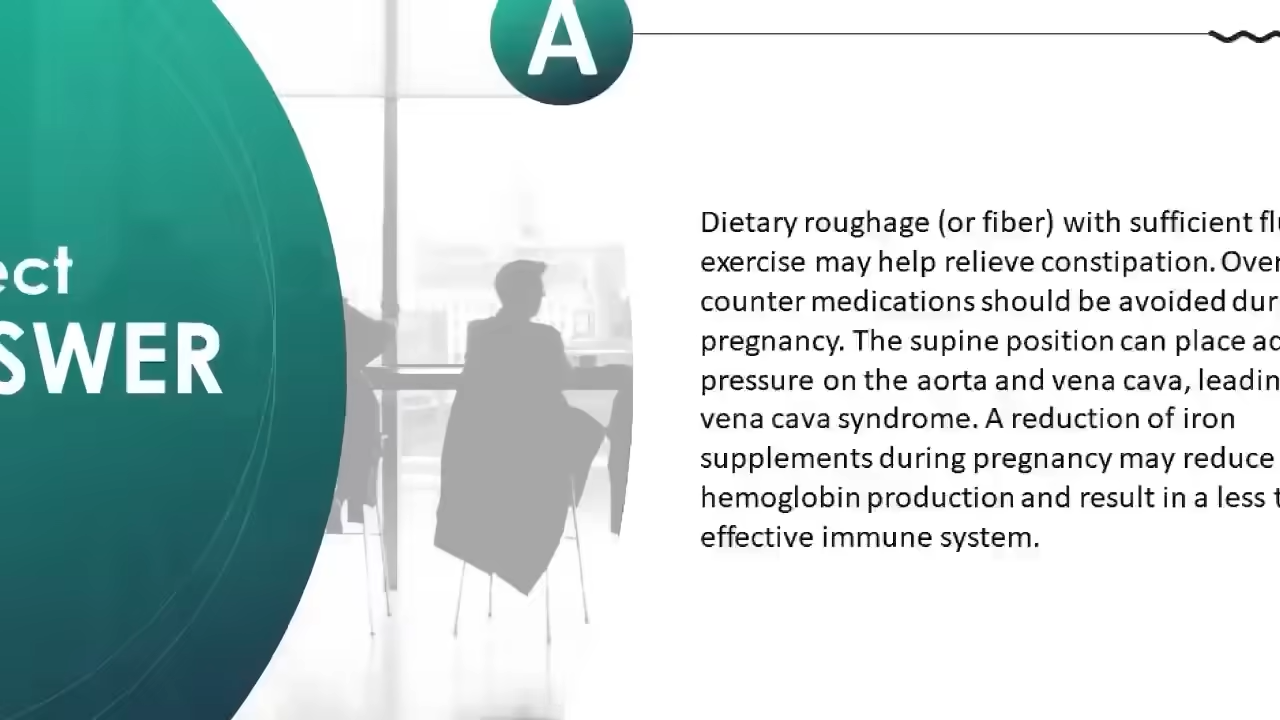 A
ect
SWER
Dietary roughage (or fiber) with sufficient flu
exercise may help relieve constipation. Over
counter medications should be avoided dur
pregnancy. The supine position can place ad
pressure on the aorta and vena cava, leadin
vena cava syndrome. A reduction of iron
supplements during pregnancy may reduce
hemoglobin production and result in a less t
effective immune system.